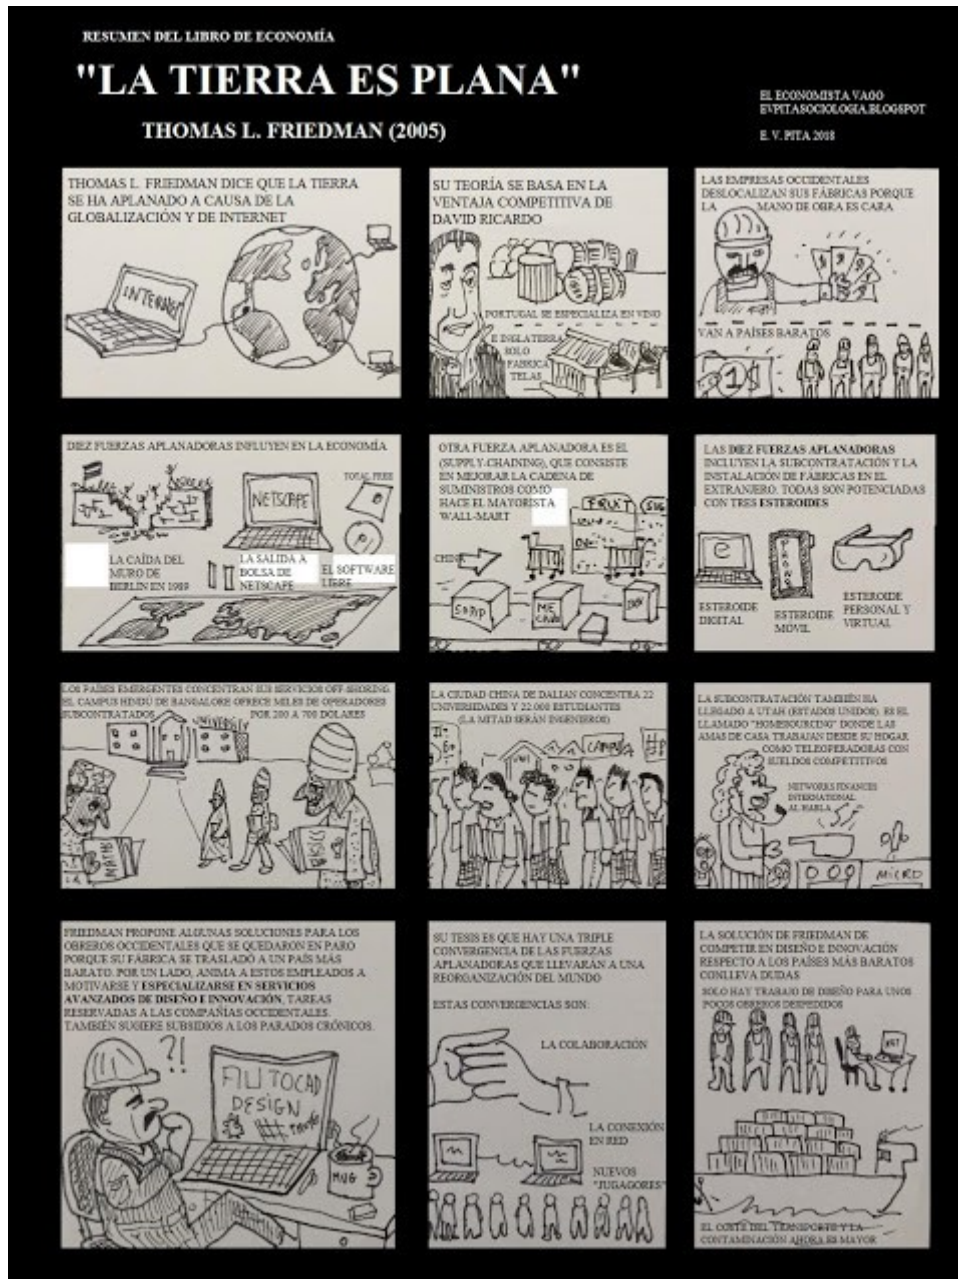 RESUMEN DEL LIBRO DE ECONOMÍA
"LA TIERRA ES PLANA"
THOMAS L. FRIEDMAN (2005)
EL ECONOMISTA VAGO
EVPITASOCIOLOGIA.BLOGSPOT
E. V. PITA 2018
THOMAS L. FRIEDMAN DICE QUE LA TIERRA
SE HA APLANADO A CAUSA DE LA
GLOBALIZACIÓN Y DE INTERNET
INTERNET
SU TEORÍA SE BASA EN LA
VENTAJA COMPETITIVA DE
DAVID RICARDO
PORTUGAL SE ESPECIALIZA EN VINO
E INGLATERRA
SOLO
FABRICA
TELAS
LAS EMPRESAS OCCIDENTALES
DESLOCALIZAN SUS FÁBRICAS PORQUE
LA MANO DE OBRA ES CARA
VAN A PAÍSES BARATOS
1$
DIEZ FUERZAS APLANADORAS INFLUYEN EN LA ECONOMÍA
NETSCAPE
TOTAL FREE
LA CAÍDA DEL
MURO DE
BERLIN EN 1989
LA SALIDA A
BOLSA DE
NETSCAPE
EL SOFTWARE
LIBRE
OTRA FUERZA APLANADORA ES EL
(SUPPLY-CHAINING), QUE CONSISTE
EN MEJORAR LA CADENA DE
SUMINISTROS COMO
HACE EL MAYORISTA
WALL-MART
FRUIT
CHINA
LAS DIEZ FUERZAS APLANADORAS
INCLUYEN LA SUBCONTRATACIÓN Y LA
INSTALACIÓN DE FÁBRICAS EN EL
EXTRANJERO. TODAS SON POTENCIADAS
CON TRES ESTEROIDES
e
PHONE
ESTEROIDE
DIGITAL
ESTEROIDE
MÓVIL
ESTEROIDE
PERSONAL Y
VIRTUAL
LOS PAÍSES EMERGENTES CONCENTRAN SUS SERVICIOS OFF-SHORING.
EL CAMPUS HINDÚ DE BANGALORE OFRECE MILES DE OPERADORES
SUBCONTRATADOS POR 200 A 700 DOLARES
UNIVERSITY
MATHS
BASICS
LA CIUDAD CHINA DE DALIAN CONCENTRA 22
UNIVERSIDADES Y 22.000 ESTUDIANTES
(LA MITAD SERÁN INGENIEROS)
CAMPUS
LA SUBCONTRATACIÓN TAMBIÉN HA
LLEGADO A UTAH (ESTADOS UNIDOS). ES EL
LLAMADO "HOMESOURCING" DONDE LAS
AMAS DE CASA TRABAJAN DESDE SU HOGAR
COMO TELEOPERADORAS CON
SUELDOS COMPETITIVOS
NETWORKS FINANCES
INTERNATIONAL
AL HABLA
MICRO
FRIEDMAN PROPONE ALGUNAS SOLUCIONES PARA LOS
OBREROS OCCIDENTALES QUE SE QUEDARON EN PARO
PORQUE SU FÁBRICA SE TRASLADÓ A UN PAÍS MÁS
BARATO. POR UN LADO, ANIMA A ESTOS EMPLEADOS A
MOTIVARSE Y ESPECIALIZARSE EN SERVICIOS
AVANZADOS DE DISEÑO E INNOVACIÓN, TAREAS
RESERVADAS A LAS COMPAÑÍAS OCCIDENTALES.
TAMBIÉN SUGIERE SUBSIDIOS A LOS PARADOS CRÓNICOS.
?!
AUTOCAD
DESIGN
MUG
SU TESIS ES QUE HAY UNA TRIPLE
CONVERGENCIA DE LAS FUERZAS
APLANADORAS QUE LLEVARÁN A UNA
REORGANIZACIÓN DEL MUNDO
ESTAS CONVERGENCIAS SON:
LA COLABORACIÓN
LA CONEXIÓN
EN RED
NUEVOS
"JUGAGORES"
LA SOLUCIÓN DE FRIEDMAN DE
COMPETIR EN DISEÑO E INNOVACIÓN
RESPECTO A LOS PAÍSES MÁS BARATOS
CONLLEVA DUDAS
SOLO HAY TRABAJO DE DISEÑO PARA UNOS
POCOS OBREROS DESPEDIDOS
EL COSTE DEL TRANSPORTE Y LA
CONTAMINACIÓN AHORA ES MAYOR